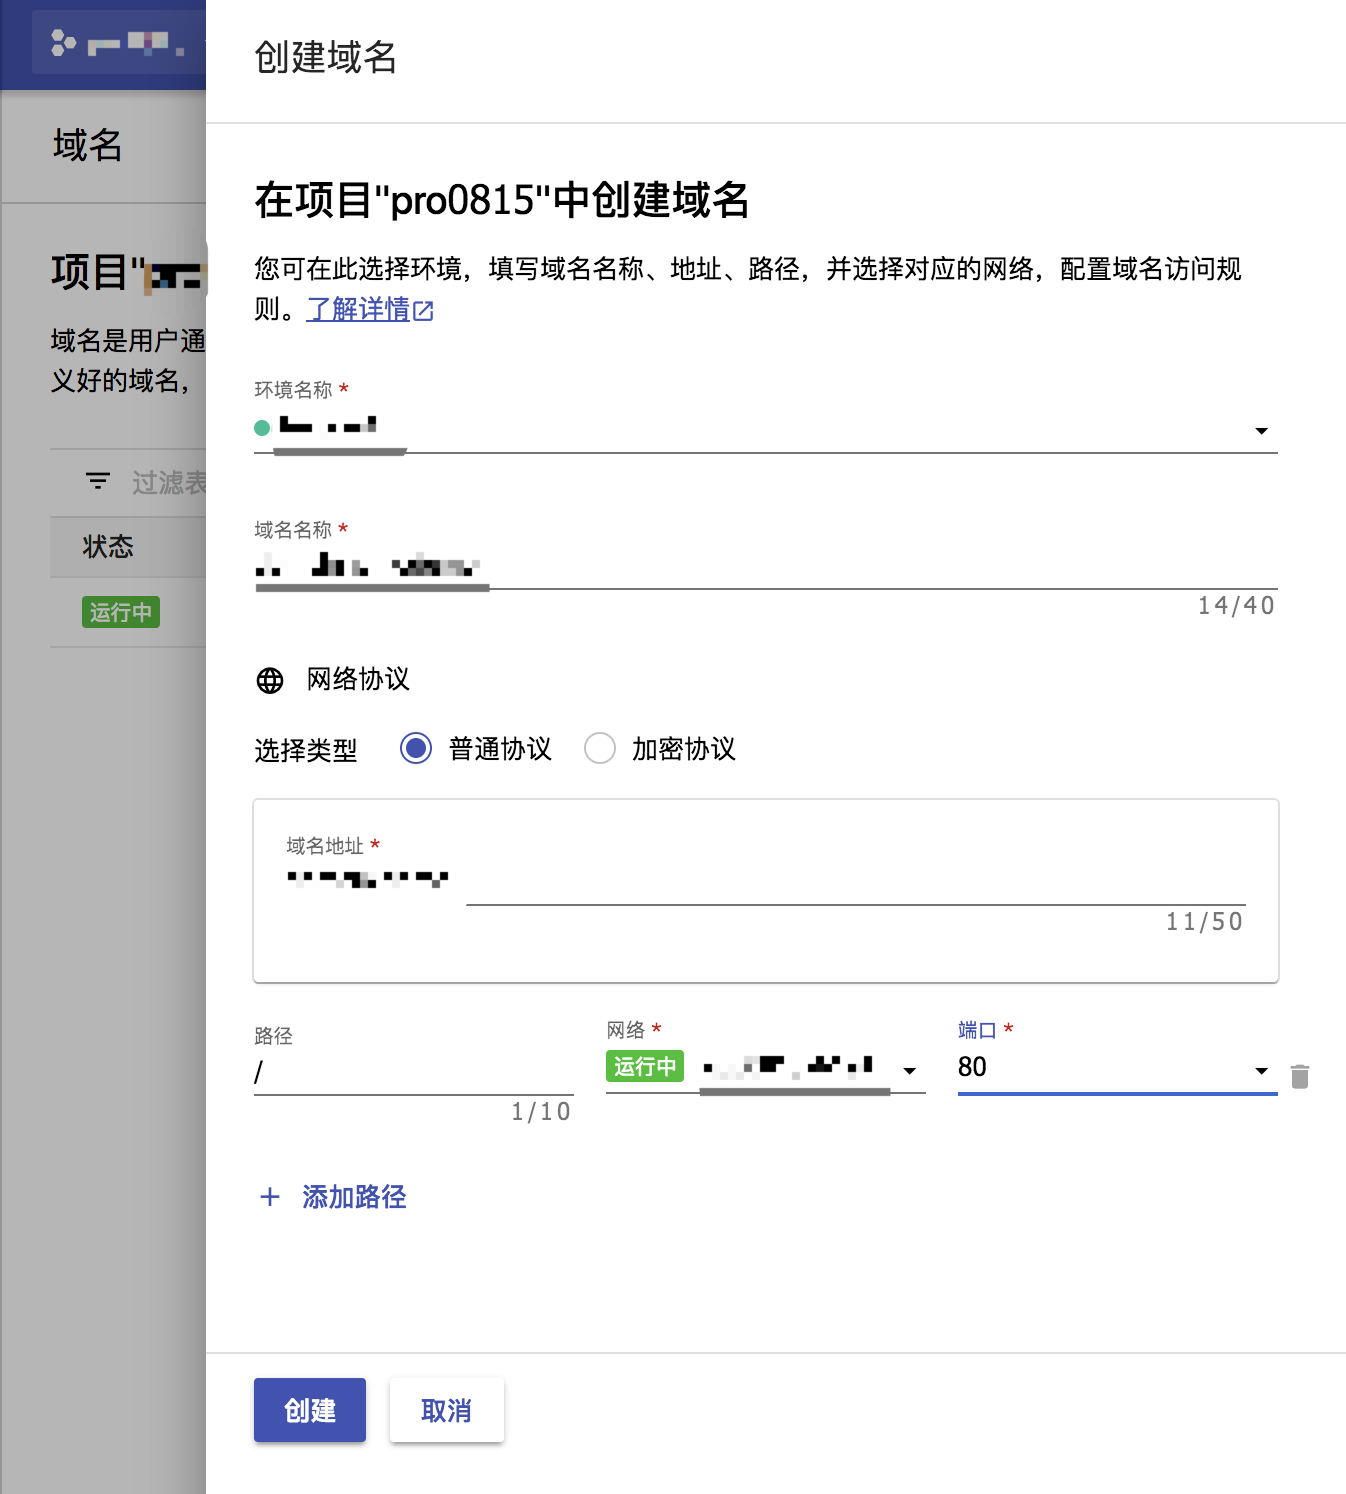 创建域名
域名
在项目"pro0815"中创建域名
项目"
您可在此选择环境，填写域名名称、地址、路径，并选择对应的网络，配置域名访问规
则。了解详情
域名是用户通
义好的域名，
环境名称 *
过滤表
域名名称 *
状态
14/40
运行中
网络协议
选择类型 普通协议 加密协议
域名地址 *
11/50
路径 网络 * 端口 *
/ 运行中 80
1/10
+ 添加路径
创建 取消